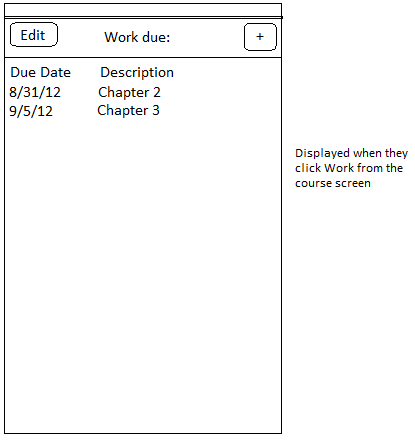 Edit Work due: +
Due Date Description
8/31/12 Chapter 2
9/5/12 Chapter 3
Displayed when they
click Work from the
course screen